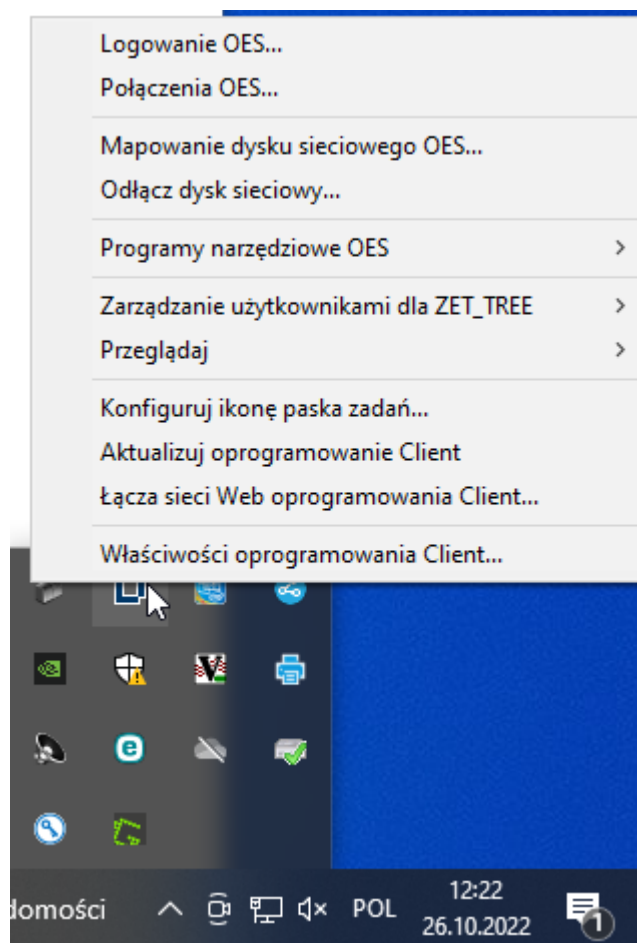 Logowanie OES...
Połączenia OES...
Mapowanie dysku sieciowego OES...
Odłącz dysk sieciowy...
Programy narzędziowe OES
Zarządzanie użytkownikami dla ZET_TREE
Przeglądaj
Konfiguruj ikonę paska zadań...
Aktualizuj oprogramowanie Client
Łącza sieci Web oprogramowania Client...
Właściwości oprogramowania Client...
domości
POL
12:22
26.10.2022
1